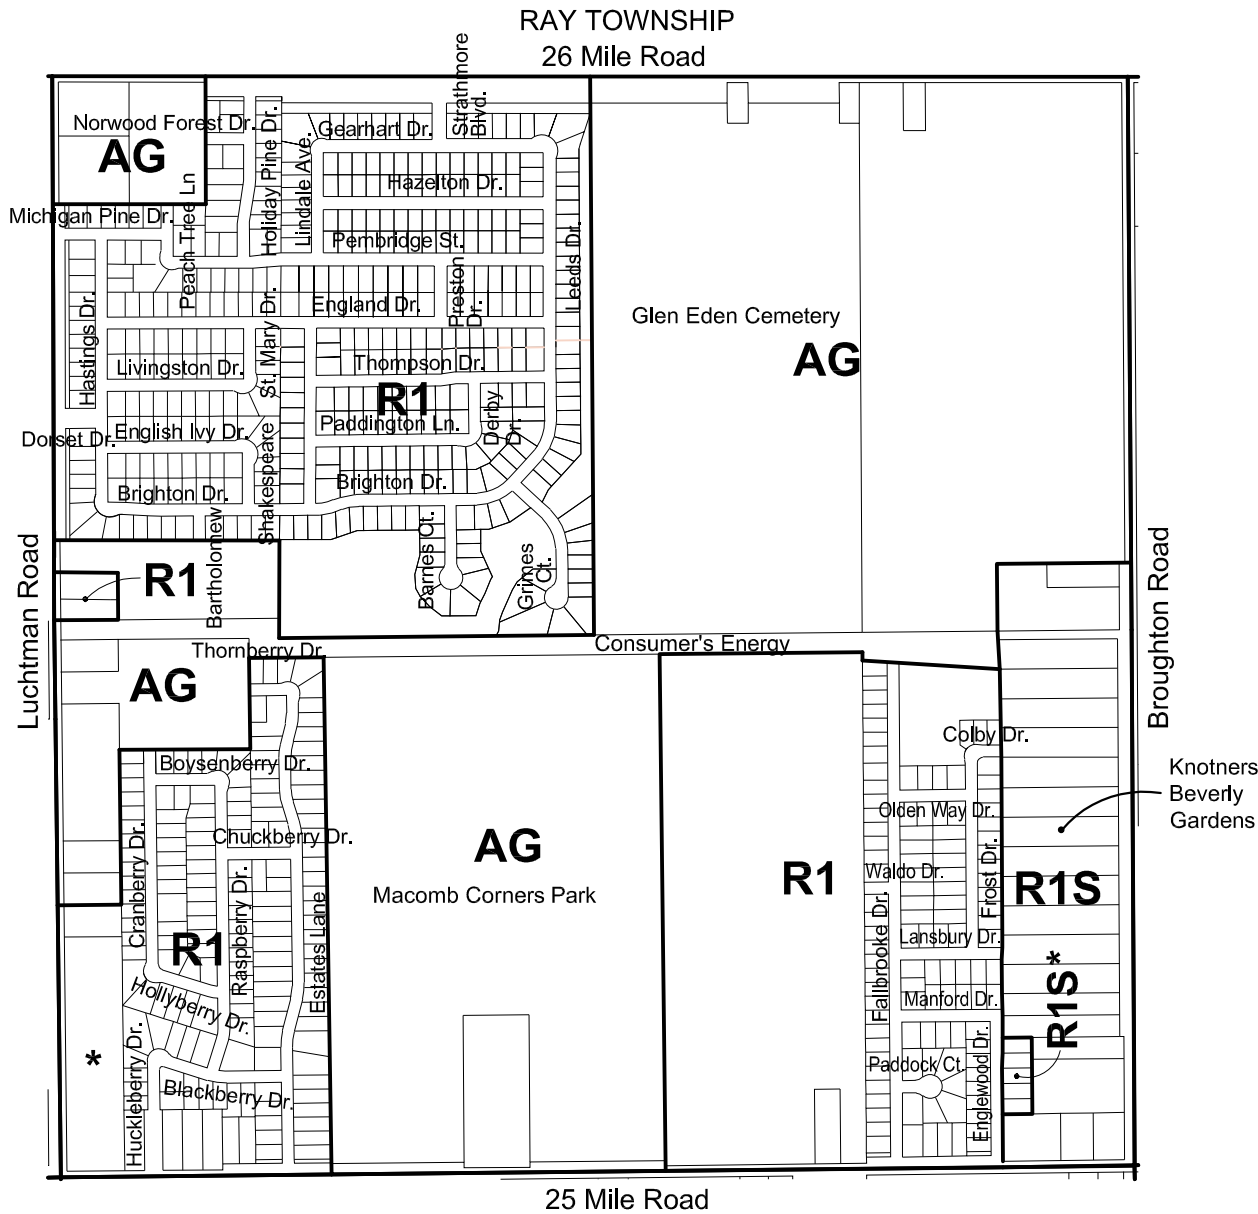 RAY TOWNSHIP
26 Mile Road
Strathmore
Blvd.
Norwood Forest Dr.
Gearhart Dr.
AG
Holiday Pine Dr.
Lindale Ave.
Hazelton Dr.
Peach Tree Ln
Michigan Pine Dr.
Pembridge St.
Leeds Dr.
Preston
Dr.
England Dr.
Hastings Dr.
St. Mary Dr.
Glen Eden Cemetery
AG
Livingston Dr.
Thompson Dr.
R1
Paddington Ln.
Derby
Dr.
Dorset Dr.
English Ivy Dr.
Shakespeare
Brighton Dr.
Brighton Dr.
Bartholomew
Barnes Ct.
Grimes
Ct.
Luchtman Road
R1
Broughton Road
Thornberry Dr.
Consumer's Energy
AG
Colby Dr.
Boysenberry Dr.
Knotners
Beverly
Gardens
Olden Way Dr.
Chuckberry Dr.
Cranberry Dr.
AG
Macomb Corners Park
R1
Waldo Dr.
Frost Dr.
R1S
Raspberry Dr.
Estates Lane
Fallbrooke Dr.
R1
Lansbury Dr.
R1S*
Hollyberry Dr.
Manford Dr.
*
Huckleberry Dr.
Paddock Ct.
Englewood Dr.
Blackberry Dr.
25 Mile Road